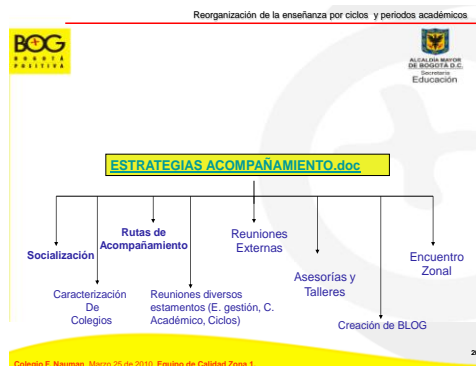 Reorganización de la enseñanza por ciclos y periodos académicos
BOG
BOGOTÁ
POSITIVA
ALCALDÍA MAYOR
DE BOGOTÁ D.C.
Secretaría
Educación
ESTRATEGIAS ACOMPAÑAMIENTO.doc
Socialización
Rutas de
Acompañamiento
Reuniones
Externas
Encuentro
Zonal
Caracterización
De
Colegios
Reuniones diversos
estamentos (E. gestión, C.
Académico, Ciclos)
Asesorías y
Talleres
Creación de BLOG
Colegio F. Nauman. Marzo 25 de 2010. Equipo de Calidad Zona 1.